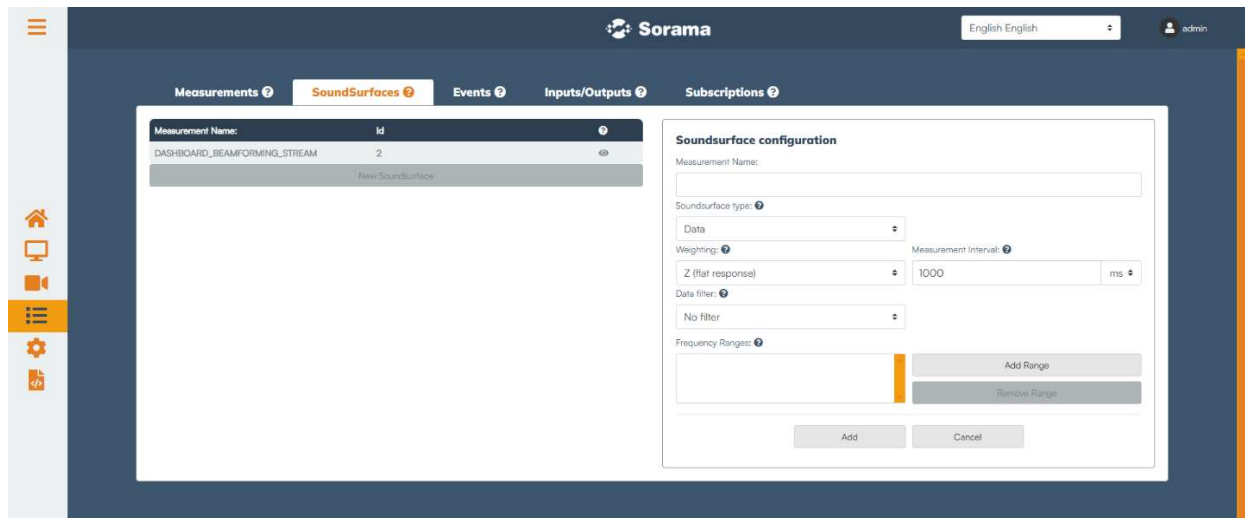 Sorama
English English
admin
Measurements
SoundSurfaces
Events
Inputs/Outputs
Subscriptions
Measurement Name: Id
DASHBOARD_BEAMFORMING_STREAM 2
New Soundsurface
Soundsurface configuration
Measurement Name:
Soundsurface type:
Data
Weighting: Measurement Interval:
Z (flat response) 1000 ms
Data filter:
No filter
Frequency Ranges:
Add Range
Remove Range
Add Cancel